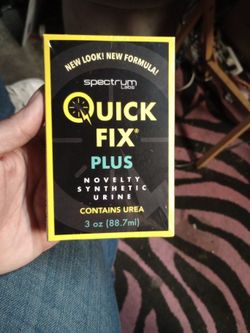 NEW LOOK! NEW FORMULA!
spectrum
Labs
QUICK
FIX®
PLUS
NOVELTY
SYNTHETIC
URINE
CONTAINS UREA
3 oz (88.7ml)